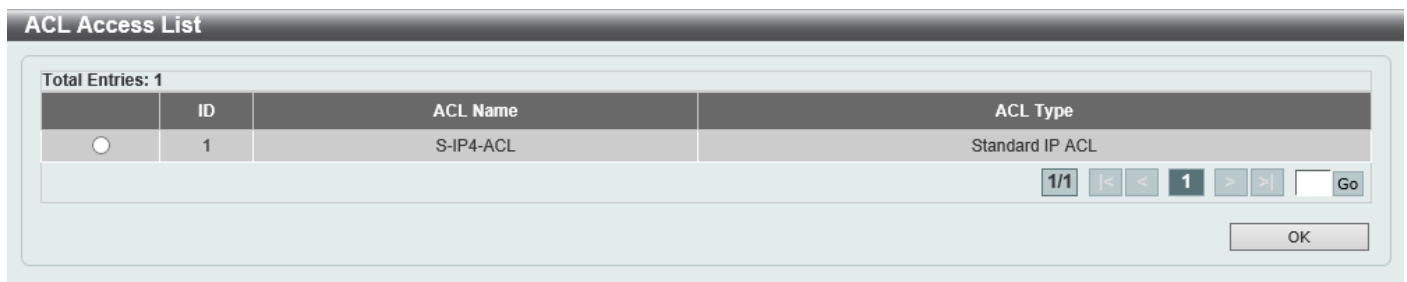 ACL Access List
Total Entries: 1
ID ACL Name ACL Type
1 S-IP4-ACL Standard IP ACL
1/1 |< < 1 > >| Go
OK